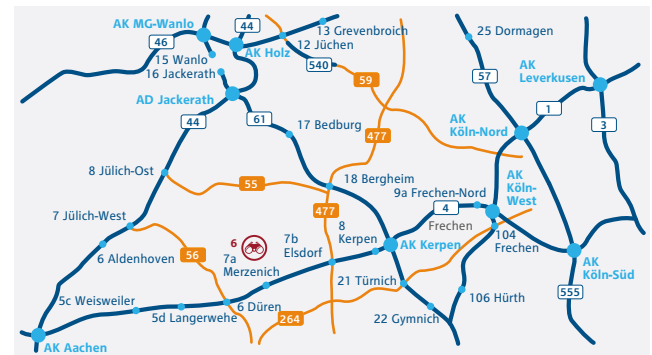 AK MG-Wanlo
44
13 Grevenbroich
25 Dormagen
46
12 Jüchen
AK Holz
15 Wanlo
540
16 Jackerath
59
57
AK
Leverkusen
AD Jackerath
1
44
61
17 Bedburg
477
AK
Köln-Nord
3
8 Jülich-Ost
55
18 Bergheim
AK
Köln-
West
9a Frechen-Nord
477
4
7 Jülich-West
8
Kerpen
Frechen
6
7b
Elsdorf
AK Kerpen
104
Frechen
6 Aldenhoven
56
7a
Merzenich
AK
Köln-Süd
21 Türnich
5c Weisweiler
6 Düren
106 Hürth
555
5d Langerwehe
264
22 Gymnich
AK Aachen